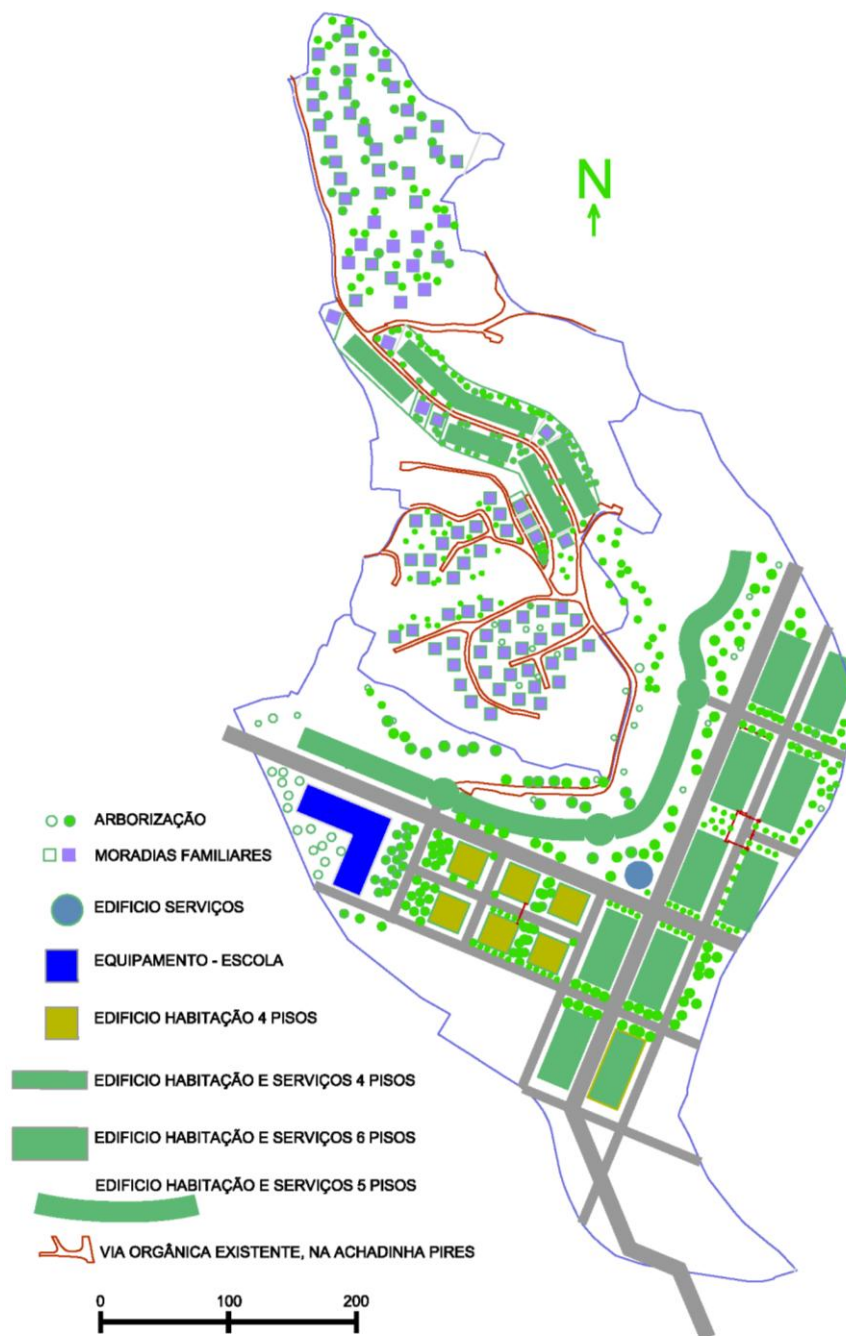 N
ARBORIZAÇÃO
MORADIAS FAMILIARES
EDIFICIO SERVIÇOS
EQUIPAMENTO - ESCOLA
EDIFICIO HABITAÇÃO 4 PISOS
EDIFICIO HABITAÇÃO E SERVIÇOS 4 PISOS
EDIFICIO HABITAÇÃO E SERVIÇOS 6 PISOS
EDIFICIO HABITAÇÃO E SERVIÇOS 5 PISOS
VIA ORGÂNICA EXISTENTE, NA ACHADINHA PIRES
0 100 200